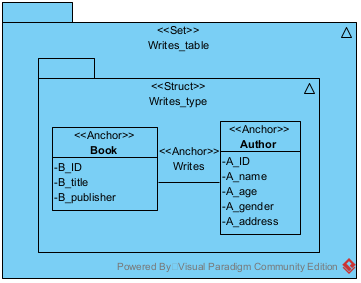 <<Set>>
Writes_table
<<Struct>>
Writes_type
<<Anchor>>
Book
-B_ID
-B_title
-B_publisher
<<Anchor>>
Writes
<<Anchor>>
Author
-A_ID
-A_name
-A_age
-A_gender
-A_address
Powered By Visual Paradigm Community Edition